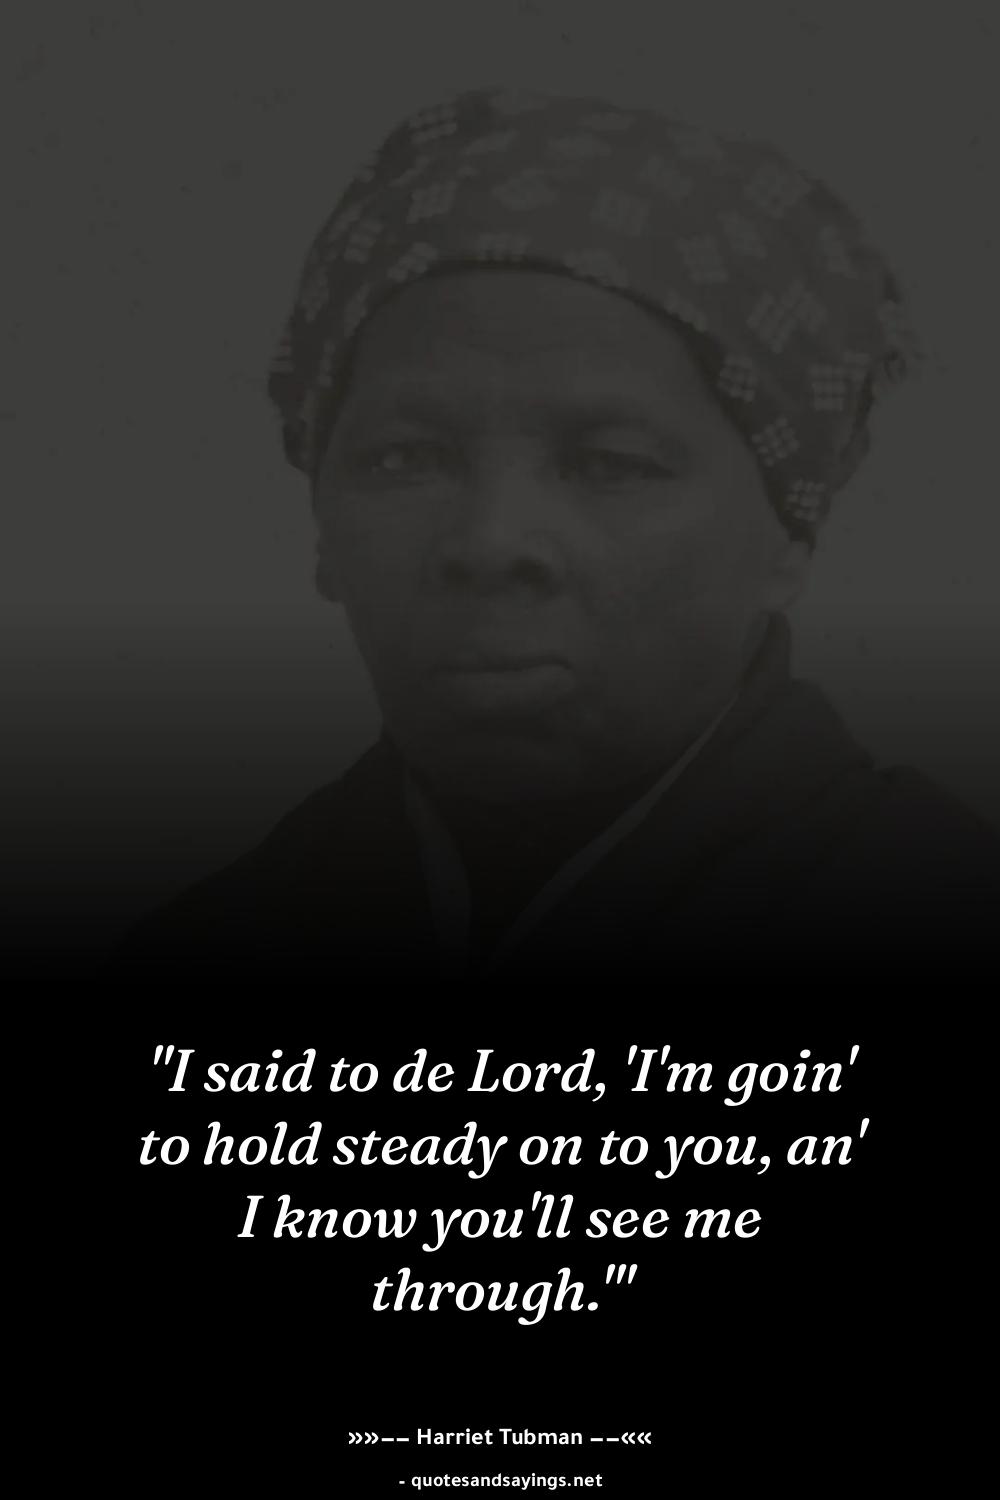 "I said to de Lord, 'I'm goin'
to hold steady on to you, an'
I know you'll see me
through.'"
»»−− Harriet Tubman −−««
- quotesandsayings.net